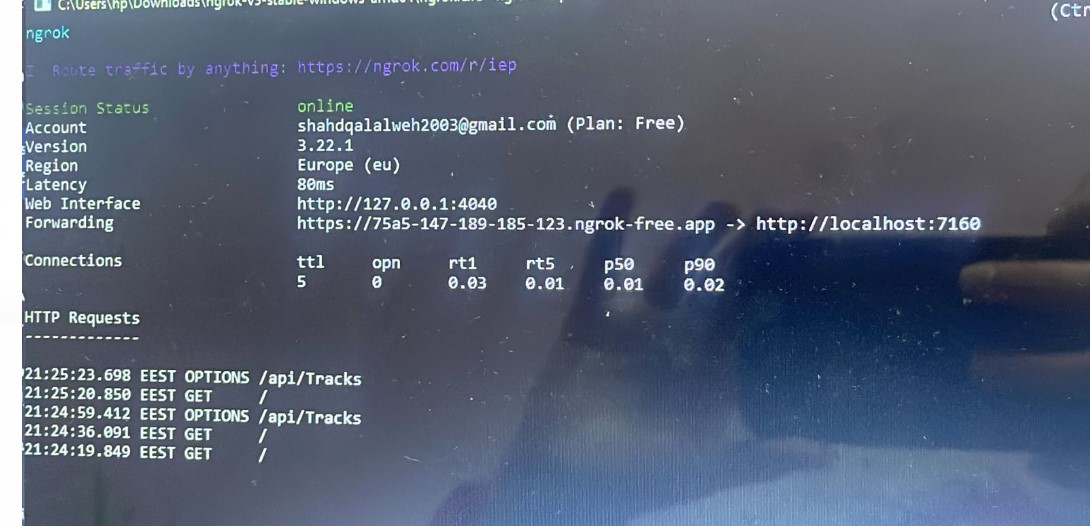 C:\Users\hp\Downloads\ngrok-v3-stable-windows-amd64\ngrok.exe
(Ctr
ngrok
Route traffic by anything: https://ngrok.com/r/iep
Session Status online
Account shahdqalalweh2003@gmail.com (Plan: Free)
Version 3.22.1
Region Europe (eu)
Latency 80ms
Web Interface http://127.0.0.1:4040
Forwarding https://75a5-147-189-185-123.ngrok-free.app -> http://localhost:7160
Connections ttl opn rt1 rt5 p50 p90
5 0 0.03 0.01 0.01 0.02
HTTP Requests
-------------
21:25:23.698 EEST OPTIONS /api/Tracks
21:25:20.850 EEST GET /
21:24:59.412 EEST OPTIONS /api/Tracks
21:24:36.091 EEST GET /
21:24:19.849 EEST GET /